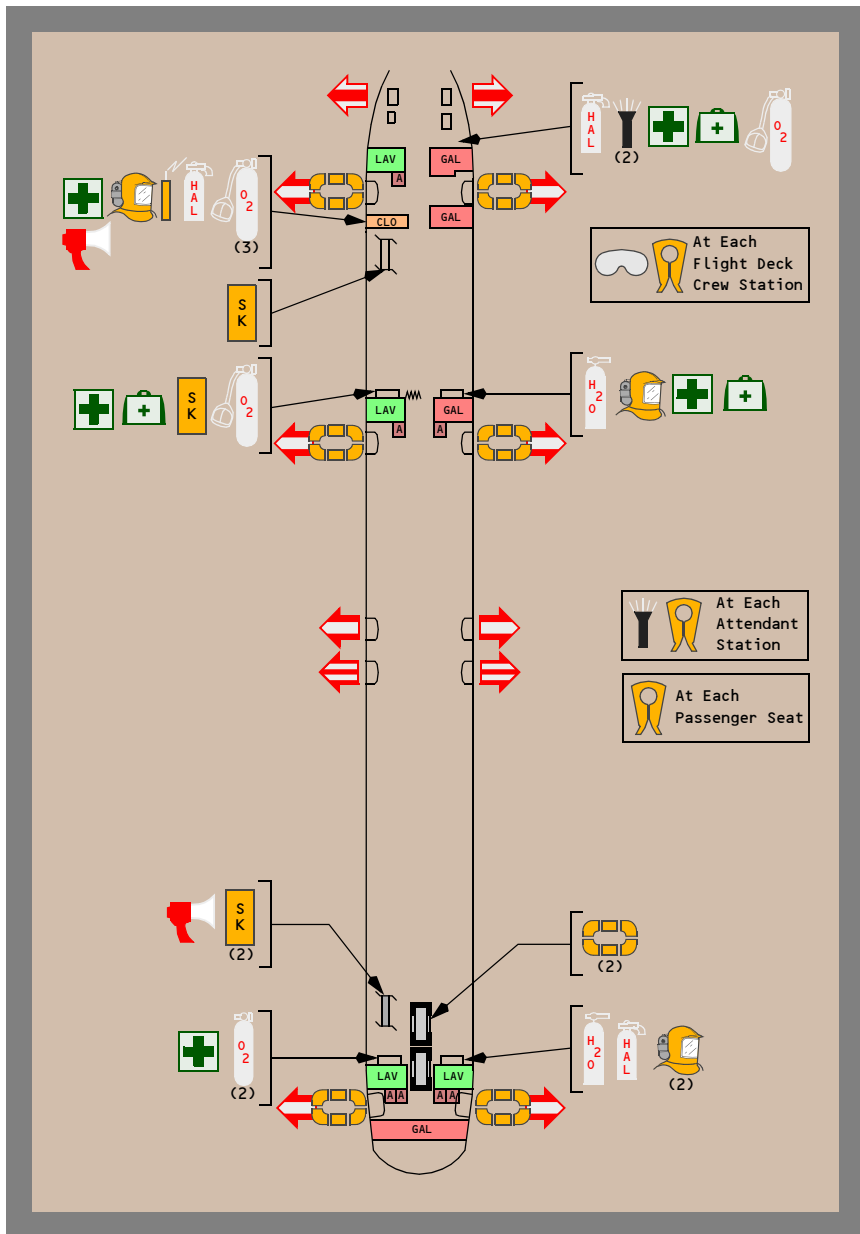 HAL
O2
(2)
LAV
GAL
A
HAL
O2
(3)
GAL
CLO
At Each
Flight Deck
Crew Station
SK
SK
O2
LAV
GAL
A
A
H2O
At Each
Attendant
Station
At Each
Passenger Seat
SK
(2)
(2)
O2
(2)
LAV
LAV
A A
A A
H2O
HAL
(2)
GAL